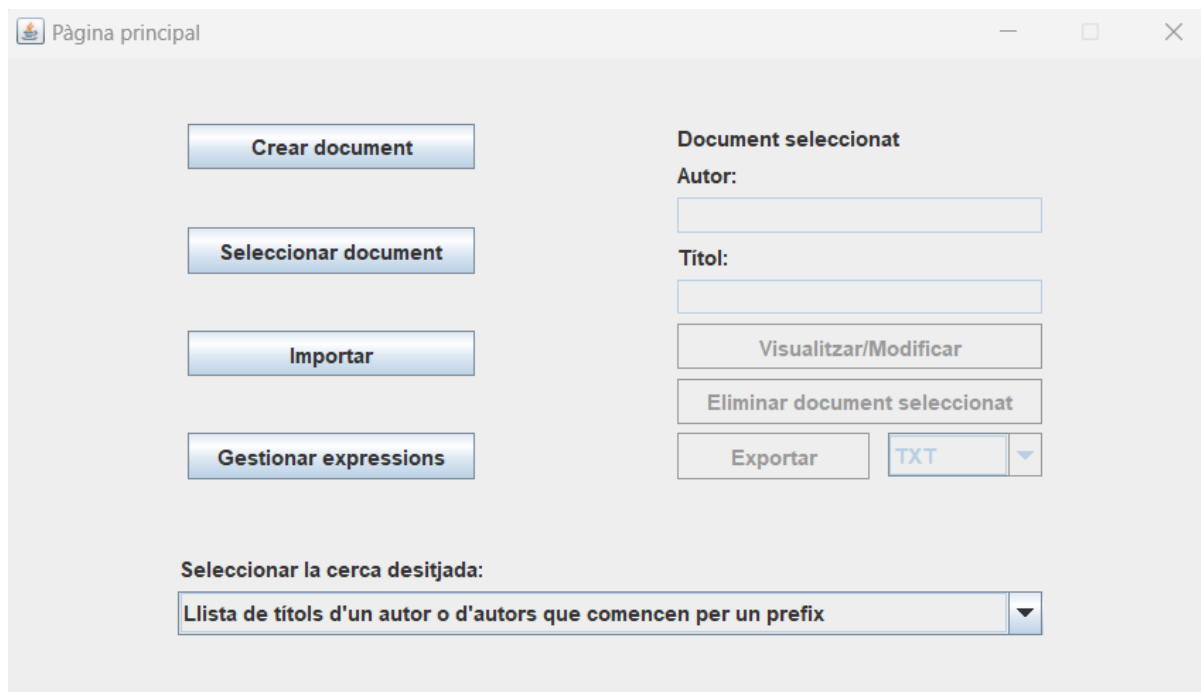 Pàgina principal
Crear document
Seleccionar document
Importar
Gestionar expressions
Document seleccionat
Autor:
Títol:
Visualitzar/Modificar
Eliminar document seleccionat
Exportar
TXT
Seleccionar la cerca desitjada:
Llista de títols d'un autor o d'autors que comencen per un prefix